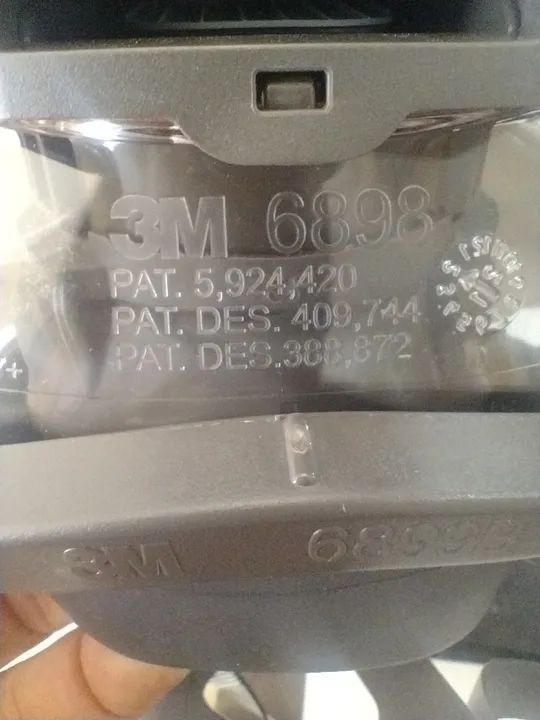 3M 6898
PAT. 5,924,420
PAT. DES. 409,744
PAT. DES.388,872
3M